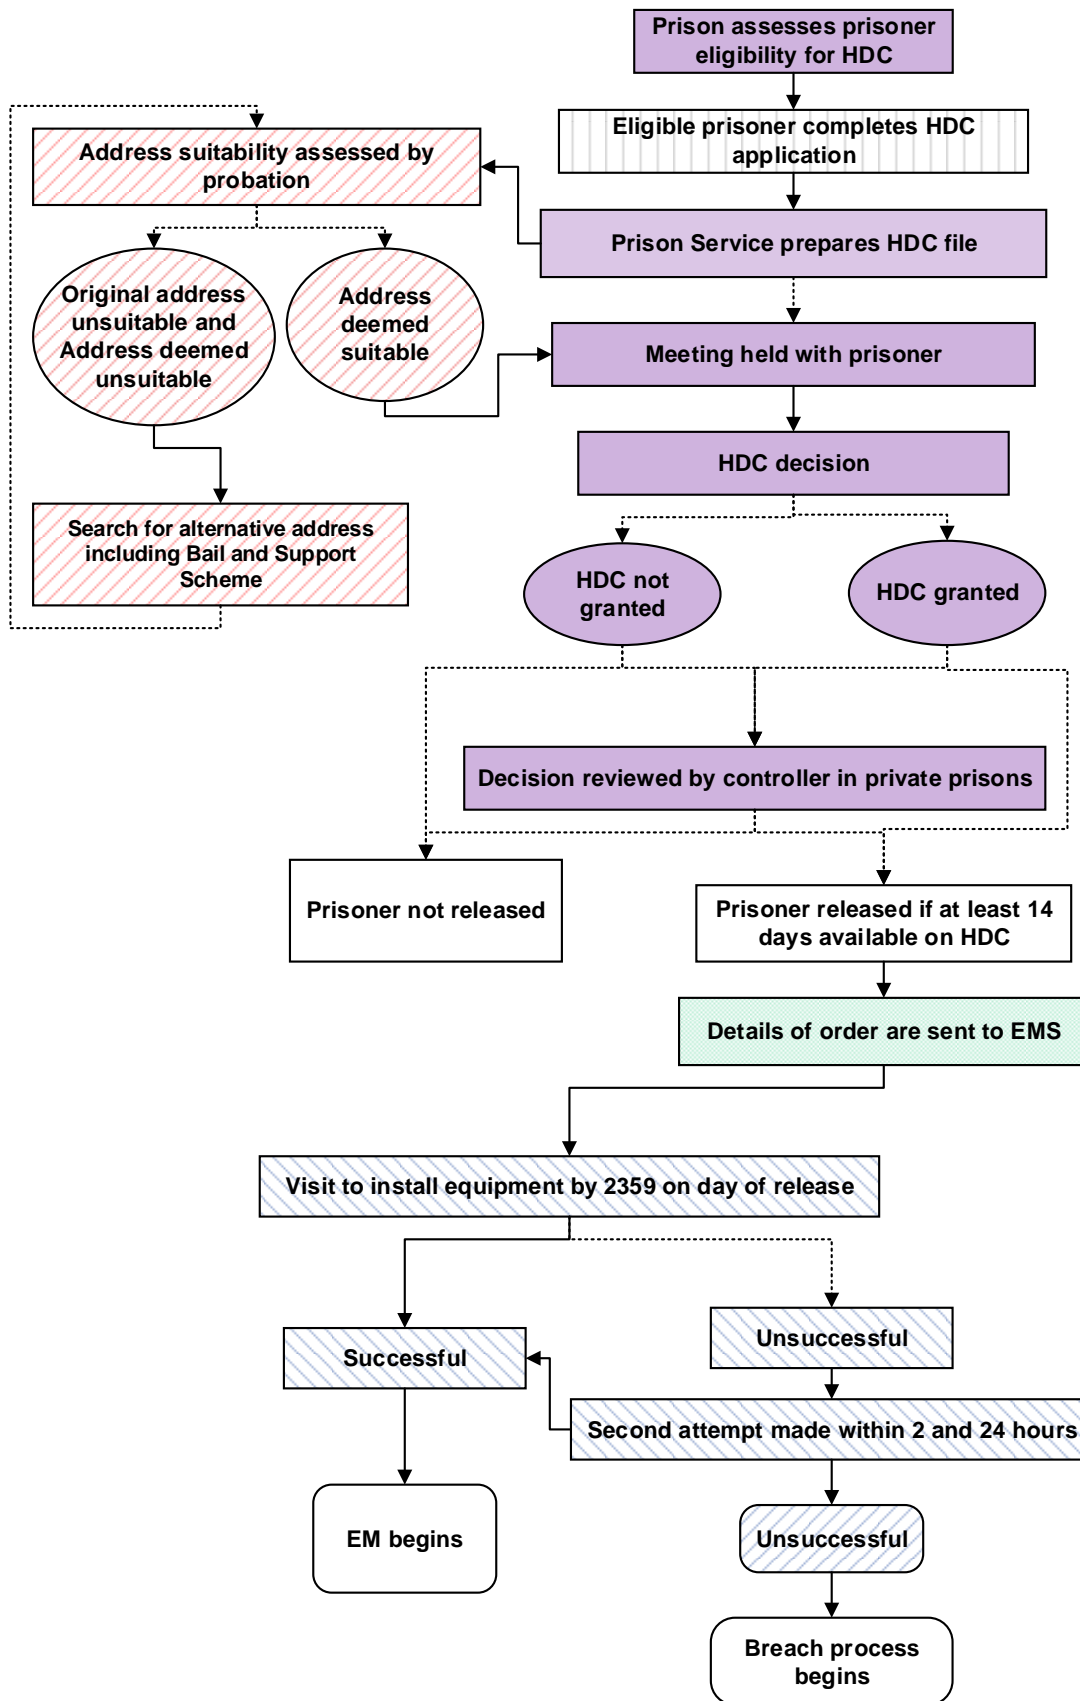 Prison assesses prisoner
eligibility for HDC
Eligible prisoner completes HDC
application
Address suitability assessed by
probation
Prison Service prepares HDC file
Original address
unsuitable and
Address deemed
unsuitable
Address
deemed
suitable
Meeting held with prisoner
HDC decision
Search for alternative address
including Bail and Support
Scheme
HDC not
granted
HDC granted
Decision reviewed by controller in private prisons
Prisoner not released
Prisoner released if at least 14
days available on HDC
Details of order are sent to EMS
Visit to install equipment by 2359 on day of release
Successful
Unsuccessful
Second attempt made within 2 and 24 hours
EM begins
Unsuccessful
Breach process
begins